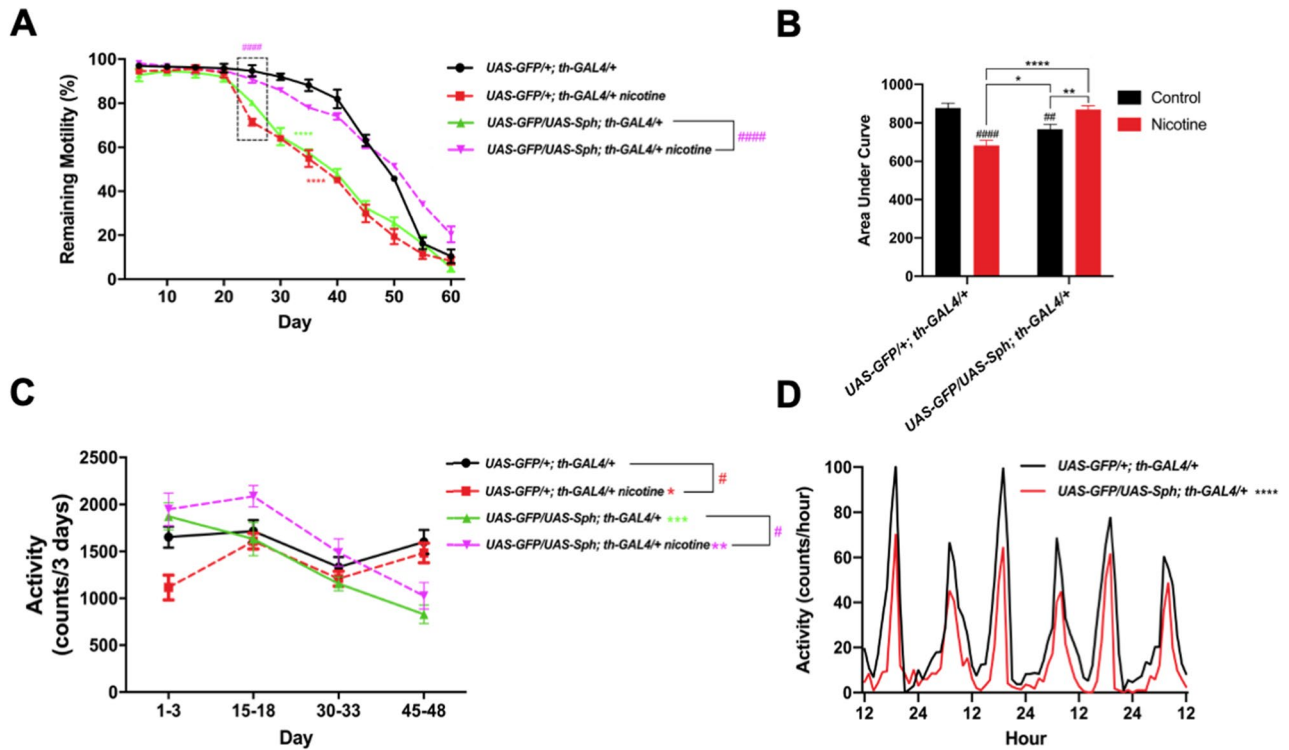 A
####
100
80
60
40
20
0
Remaining Motility (%)
****
****
10 20 30 40 50 60
Day
UAS-GFP/+; th-GAL4/+
UAS-GFP/+; th-GAL4/+ nicotine
UAS-GFP/UAS-Sph; th-GAL4/+
UAS-GFP/UAS-Sph; th-GAL4/+ nicotine
####
B
****
*
**
1000
800
600
400
200
0
Area Under Curve
####
##
Control
Nicotine
UAS-GFP/+; th-GAL4/+
UAS-GFP/UAS-Sph; th-GAL4/+
C
2500
2000
1500
1000
500
0
Activity
(counts/3 days)
1-3 15-18 30-33 45-48
Day
UAS-GFP/+; th-GAL4/+
UAS-GFP/+; th-GAL4/+ nicotine *
UAS-GFP/UAS-Sph; th-GAL4/+ ***
UAS-GFP/UAS-Sph; th-GAL4/+ nicotine**
#
#
D
100
80
60
40
20
0
Activity (counts/hour)
12 24 12 24 12 24 12
Hour
UAS-GFP/+; th-GAL4/+
UAS-GFP/UAS-Sph; th-GAL4/+ ****